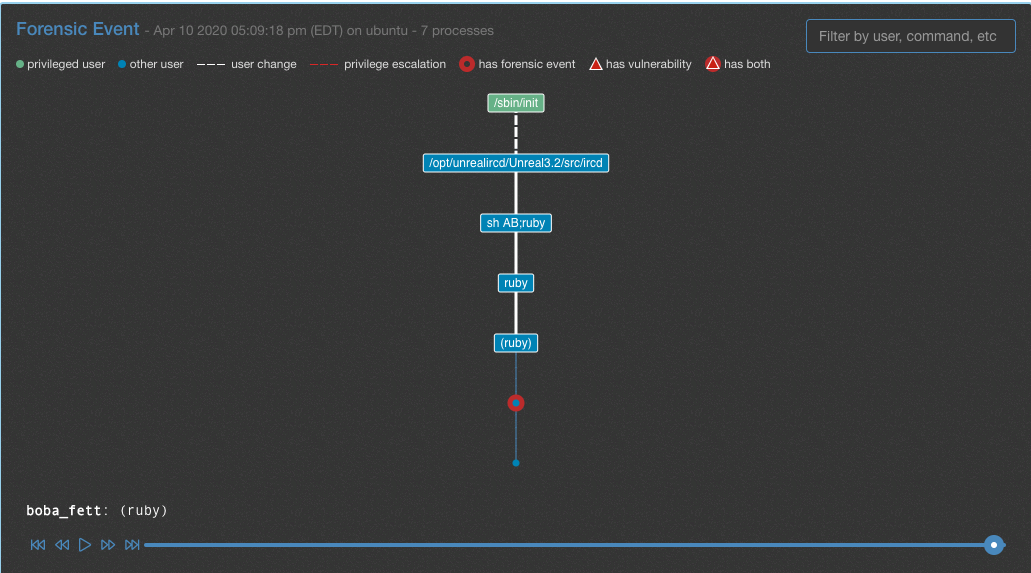 Forensic Event - Apr 10 2020 05:09:18 pm (EDT) on ubuntu - 7 processes
Filter by user, command, etc
privileged user other user user change privilege escalation has forensic event has vulnerability has both
/sbin/init
/opt/unrealircd/Unreal3.2/src/ircd
sh AB;ruby
ruby
(ruby)
boba_fett: (ruby)